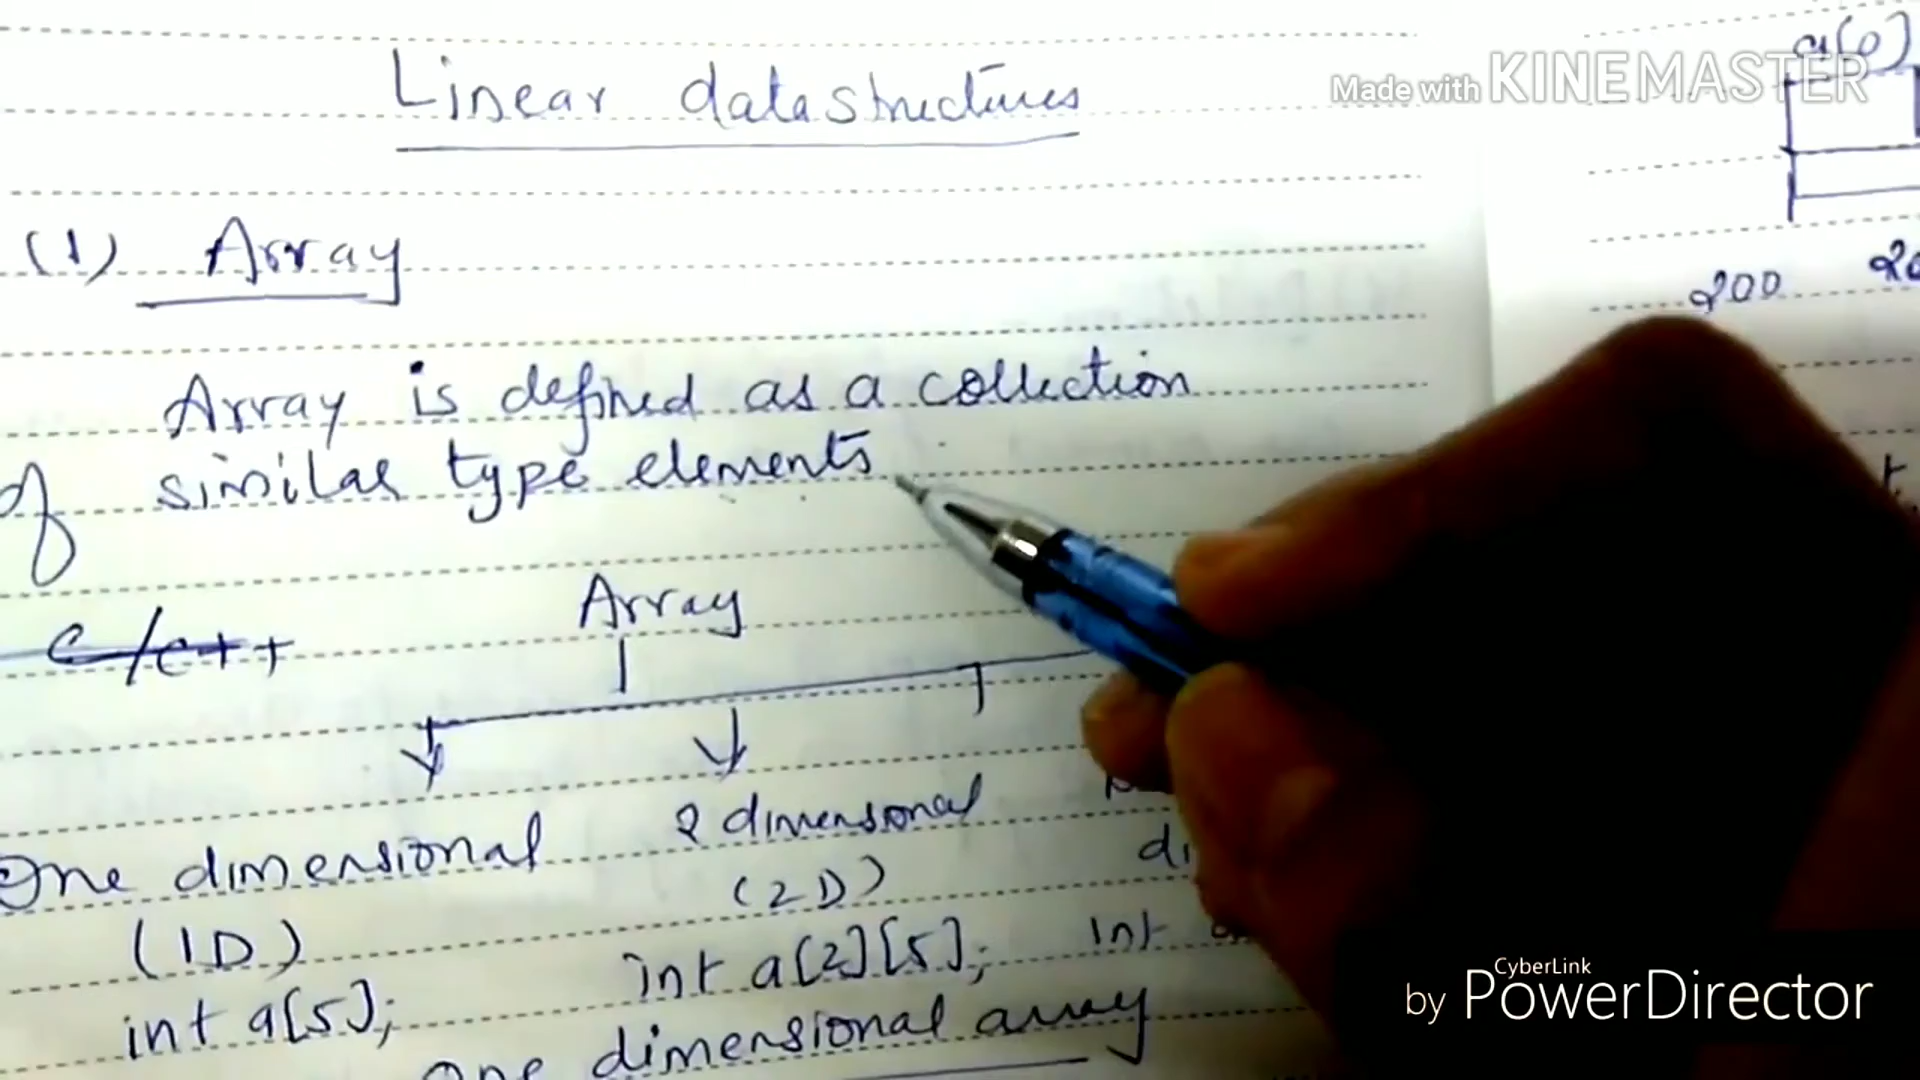 Linear datastructures
a[0]
Made with KINEMASTER
(1) Array
200
Array is defined as a collection
of similar type elements
Array
C/C++
One dimensional
2 dimensional
(1D)
(2D)
int a[5];
int a[2][5];
int
One dimensional array
CyberLink
by PowerDirector